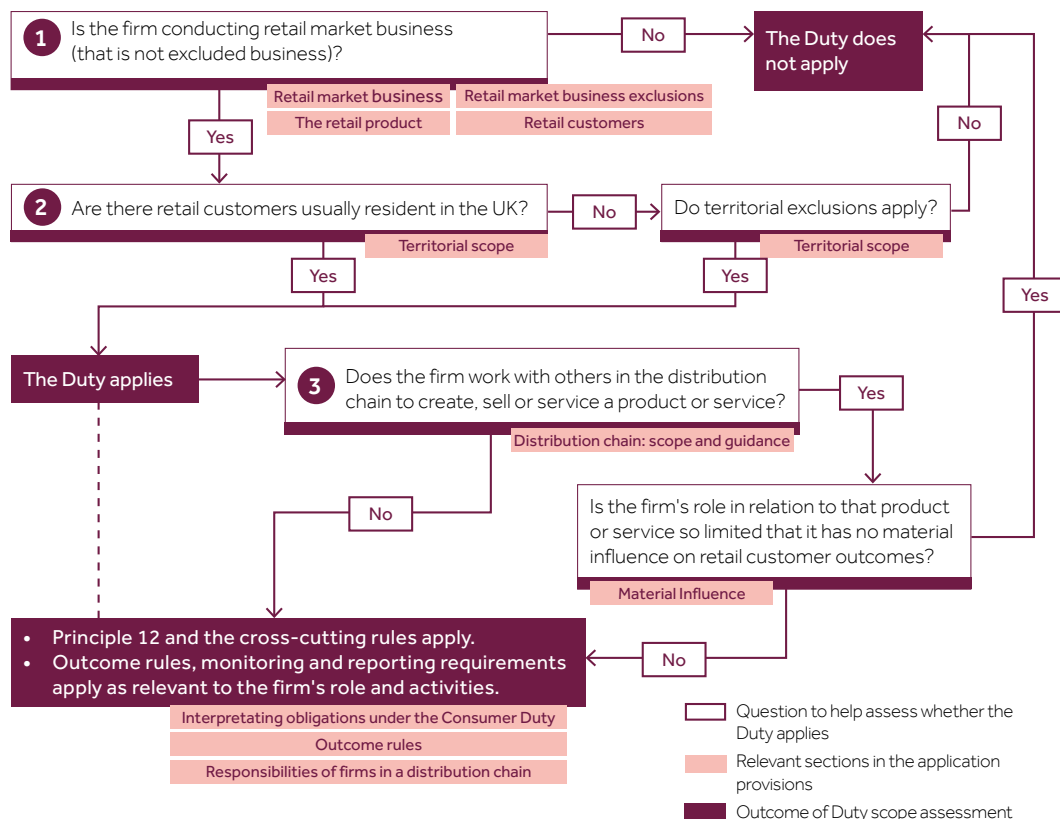 1
Is the firm conducting retail market business
(that is not excluded business)?
No
The Duty does
not apply
Retail market business
Retail market business exclusions
The retail product
Retail customers
Yes
No
2
Are there retail customers usually resident in the UK?
No
Do territorial exclusions apply?
Territorial scope
Territorial scope
Yes
Yes
Yes
The Duty applies
3
Does the firm work with others in the distribution
chain to create, sell or service a product or service?
Yes
Distribution chain: scope and guidance
No
Is the firm's role in relation to that product
or service so limited that it has no material
influence on retail customer outcomes?
Material Influence
• Principle 12 and the cross-cutting rules apply.
• Outcome rules, monitoring and reporting requirements
apply as relevant to the firm's role and activities.
No
Interpretating obligations under the Consumer Duty
Outcome rules
Responsibilities of firms in a distribution chain
Question to help assess whether the
Duty applies
Relevant sections in the application
provisions
Outcome of Duty scope assessment